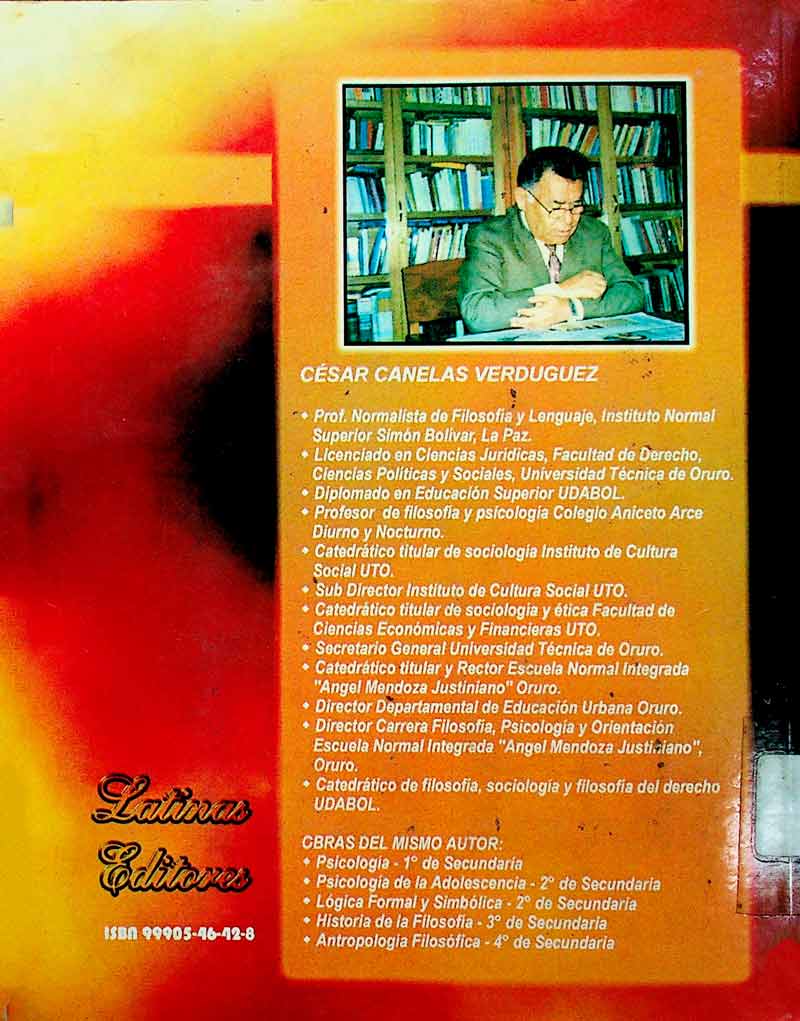 CÉSAR CANELAS VERDUGUEZ
• Prof. Normalista de Filosofía y Lenguaje, Instituto Normal
Superior Simón Bolívar, La Paz.
• Licenciado en Ciencias Jurídicas, Facultad de Derecho,
Ciencias Políticas y Sociales, Universidad Técnica de Oruro.
• Diplomado en Educación Superior UDABOL.
• Profesor de filosofía y psicología Colegio Aniceto Arce
Diurno y Nocturno.
• Catedrático titular de sociología Instituto de Cultura
Social UTO.
• Sub Director Instituto de Cultura Social UTO.
• Catedrático titular de sociología y ética Facultad de
Ciencias Económicas y Financieras UTO.
• Secretario General Universidad Técnica de Oruro.
• Catedrático titular y Rector Escuela Normal Integrada
"Angel Mendoza Justiniano" Oruro.
• Director Departamental de Educación Urbana Oruro.
• Director Carrera Filosofía, Psicología y Orientación
Escuela Normal Integrada "Angel Mendoza Justiniano",
Oruro.
• Catedrático de filosofía, sociología y filosofía del derecho
UDABOL.
OBRAS DEL MISMO AUTOR:
• Psicología - 1° de Secundaria
• Psicología de la Adolescencia - 2° de Secundaria
• Lógica Formal y Simbólica - 2° de Secundaria
• Historia de la Filosofía - 3° de Secundaria
• Antropología Filosófica - 4° de Secundaria
Latinas
Editores
ISBN 99905-46-42-8